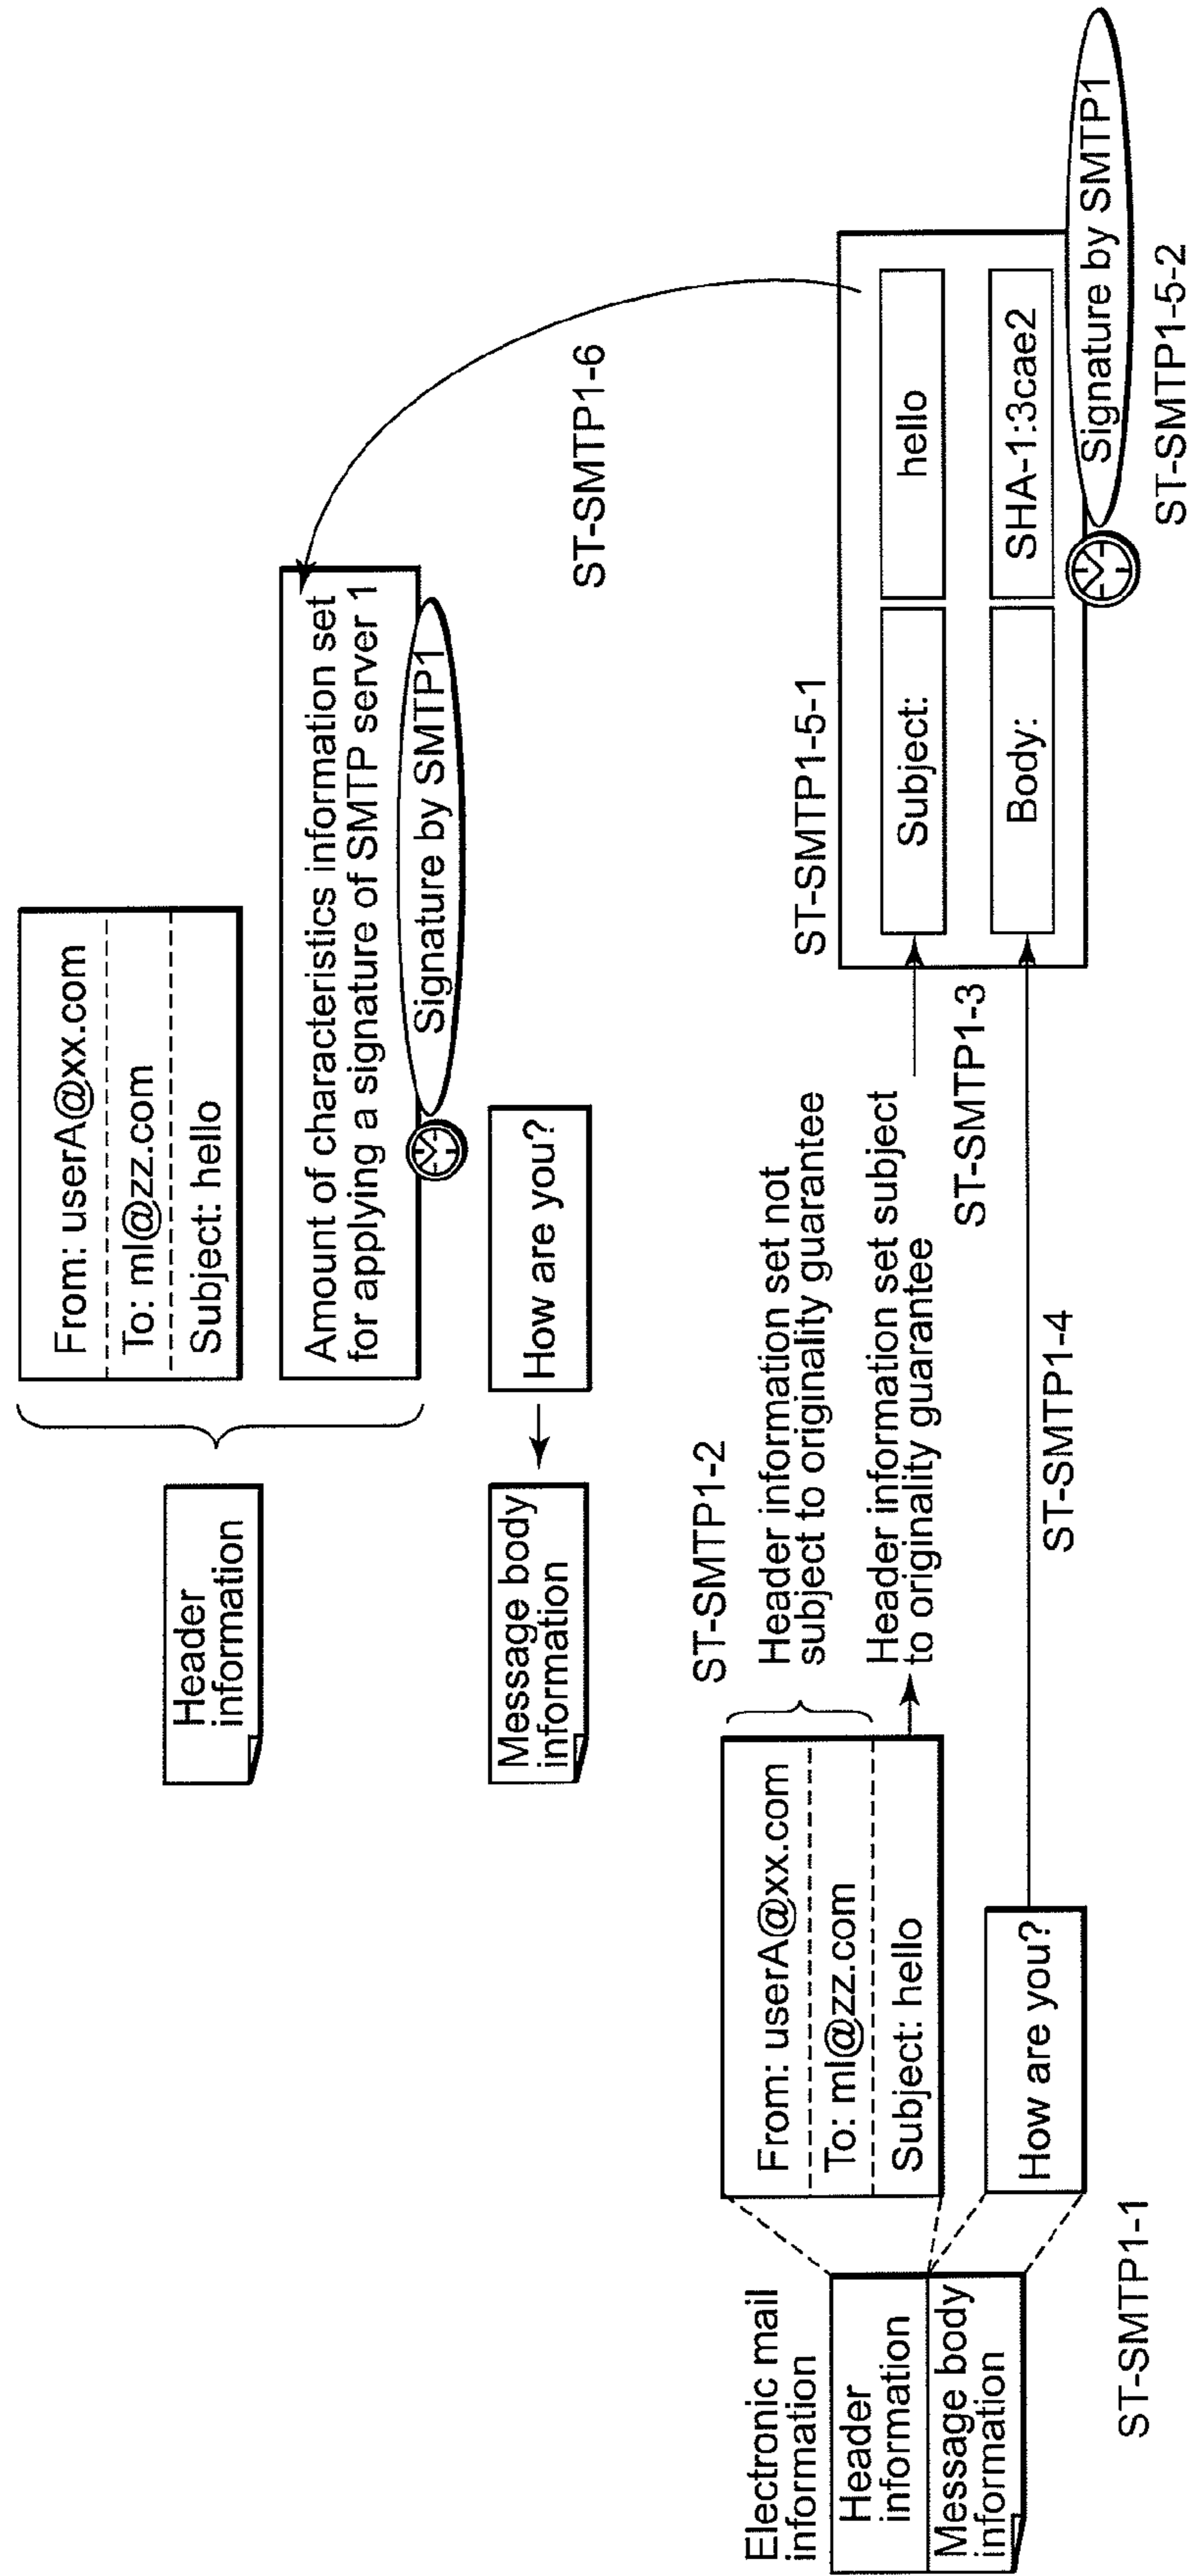 From: userA@xx.com
To: ml@zz.com
Subject: hello
Header
information
Amount of characteristics information set
for applying a signature of SMTP server 1
Signature by SMTP1
Message body
information
How are you?
ST-SMTP1-6
Electronic mail
information
Header
information
Message body
information
ST-SMTP1-1
From: userA@xx.com
To: ml@zz.com
Subject: hello
How are you?
ST-SMTP1-2
Header information set not
subject to originality guarantee
Header information set subject
to originality guarantee
ST-SMTP1-3
ST-SMTP1-4
ST-SMTP1-5-1
Subject:
hello
Body:
SHA-1:3cae2
Signature by SMTP1
ST-SMTP1-5-2